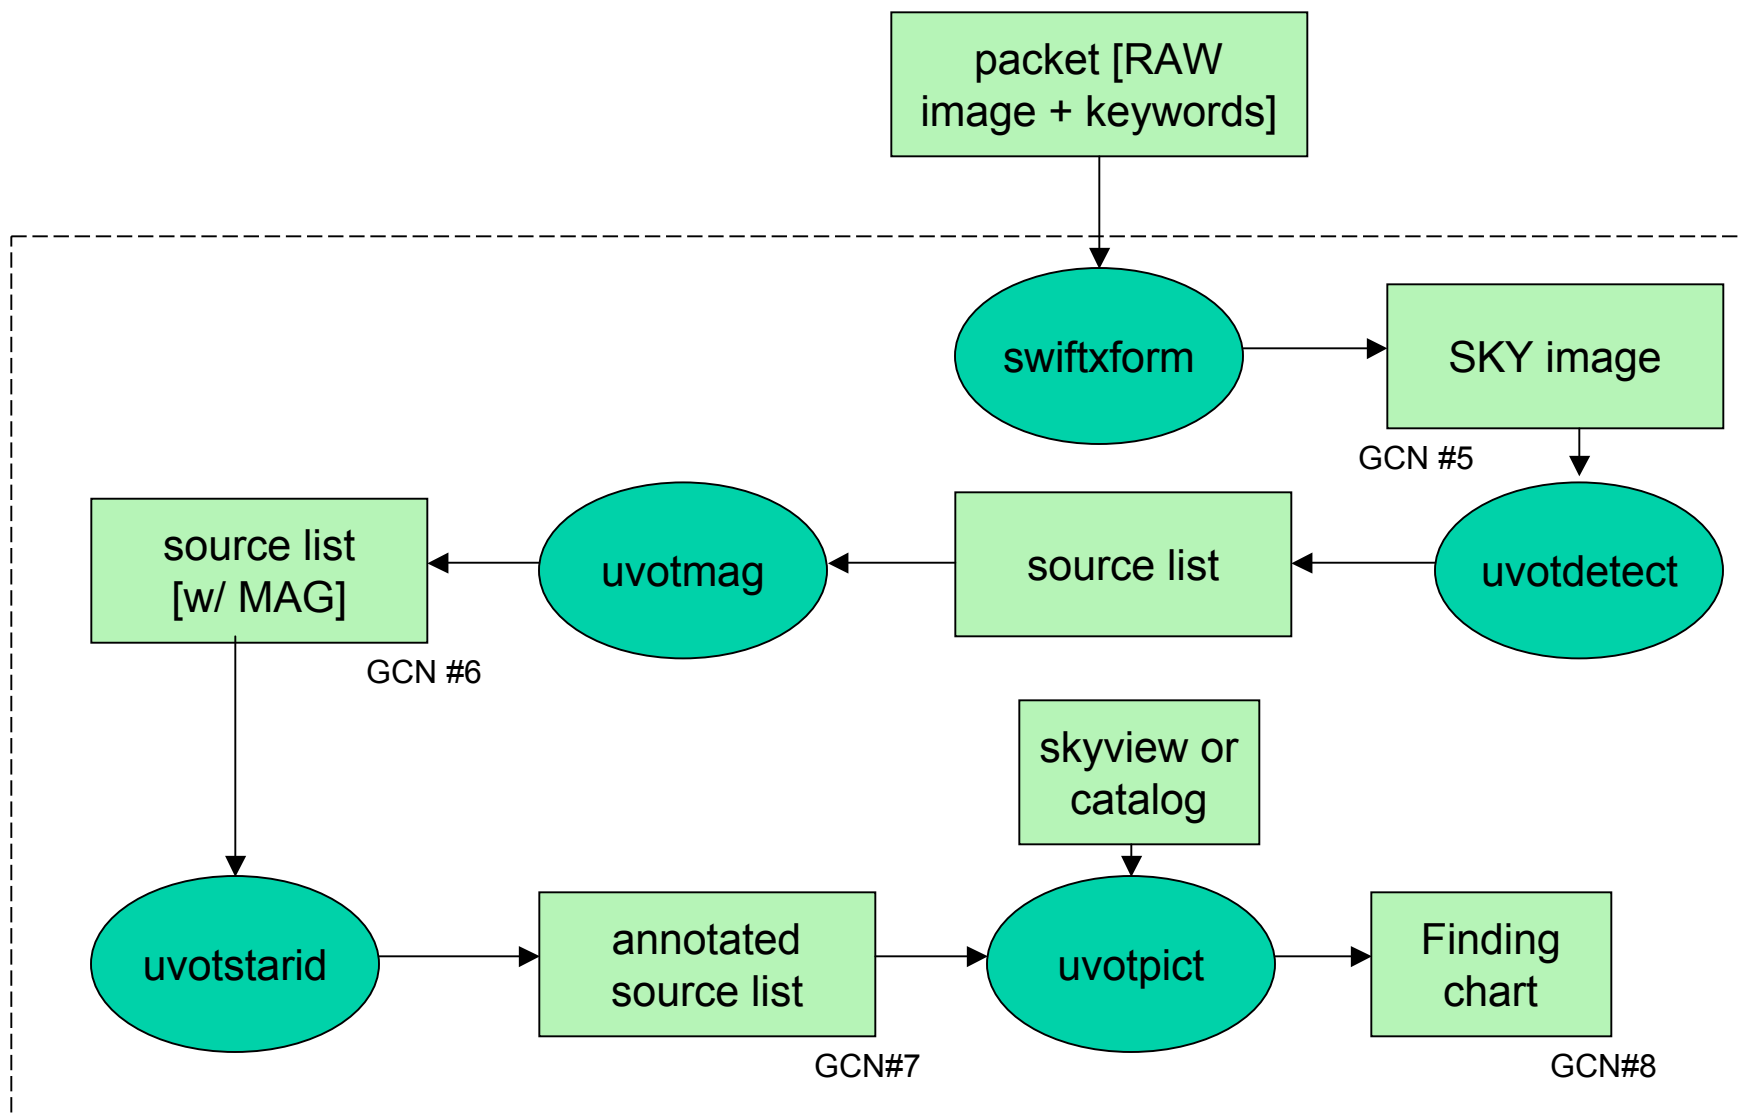 packet [RAW
image + keywords]
swiftxform
SKY image
GCN #5
source list
[w/ MAG]
uvotmag
source list
uvotdetect
GCN #6
skyview or
catalog
uvotstarid
annotated
source list
uvotpict
Finding
chart
GCN#7
GCN#8